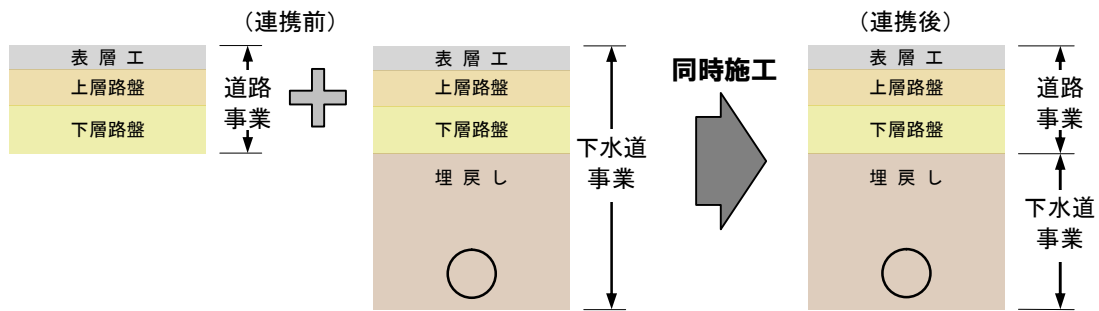 （連携前）
表 層 工
上層路盤
下層路盤
道路
事業
表 層 工
上層路盤
下層路盤
埋 戻 し
下水道
事業
同時施工
（連携後）
表 層 工
上層路盤
下層路盤
埋 戻 し
道路
事業
下水道
事業